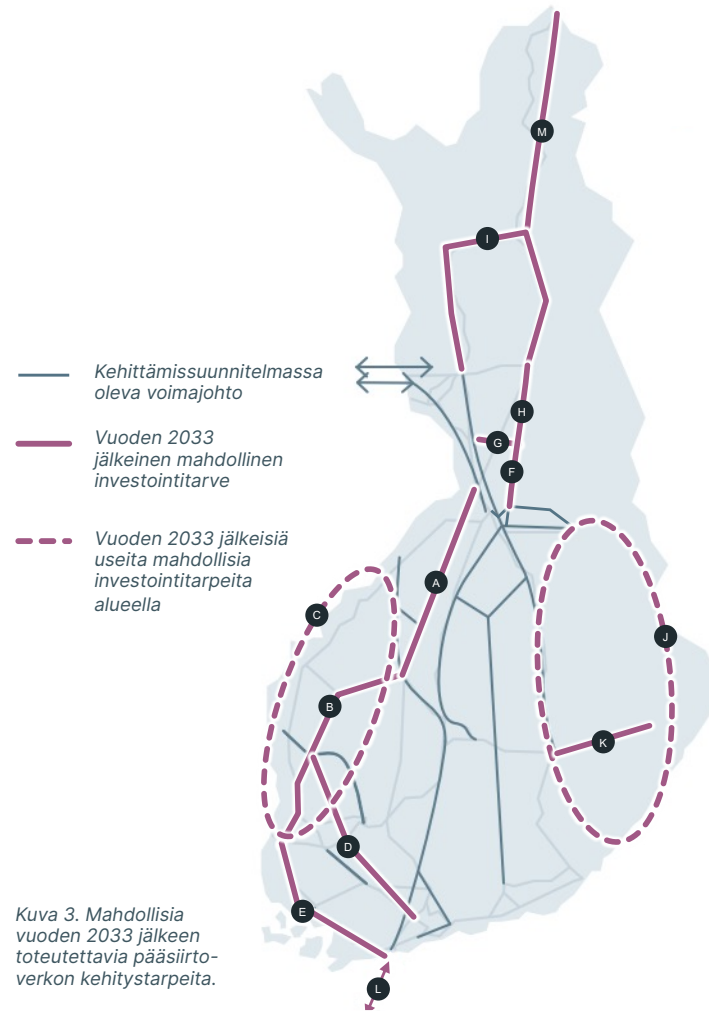 M
I
Kehittämissuunnitelmassa
oleva voimajohto
H
Vuoden 2033
jälkeinen mahdollinen
investointitarve
G
F
Vuoden 2033 jälkeisiä
useita mahdollisia
investointitarpeita
alueella
A
C
J
B
K
D
E
Kuva 3. Mahdollisia
vuoden 2033 jälkeen
toteutettavia pääsiirto-
verkon kehitystarpeita.
L